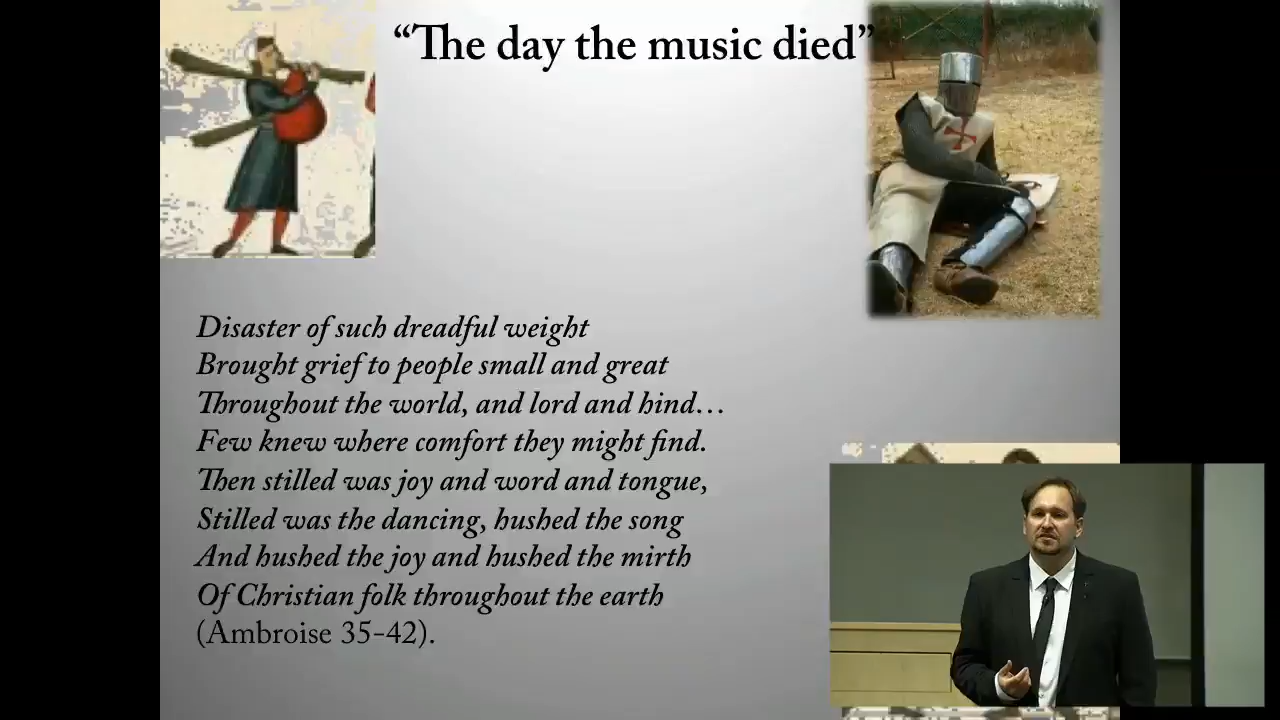 “The day the music died”
Disaster of such dreadful weight
Brought grief to people small and great
Throughout the world, and lord and hind…
Few knew where comfort they might find.
Then stilled was joy and word and tongue,
Stilled was the dancing, hushed the song
And hushed the joy and hushed the mirth
Of Christian folk throughout the earth
(Ambroise 35-42).